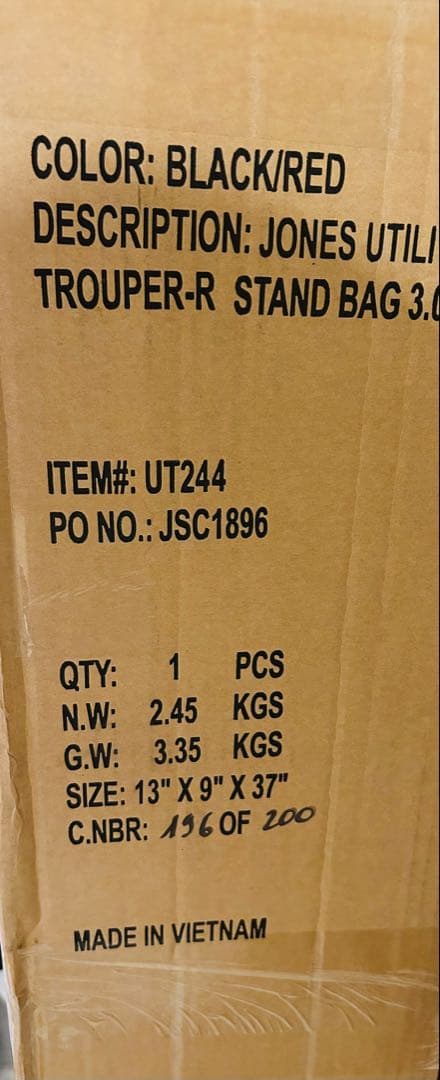 COLOR: BLACK/RED
DESCRIPTION: JONES UTILI
TROUPER-R STAND BAG 3.0
ITEM#: UT244
PO NO.: JSC1896
QTY: 1 PCS
N.W: 2.45 KGS
G.W: 3.35 KGS
SIZE: 13" X 9" X 37"
C.NBR: 196 OF 200
MADE IN VIETNAM